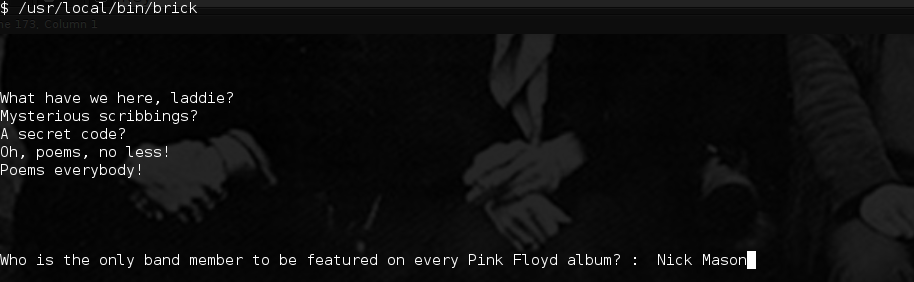 $ /usr/local/bin/brick
ne 173, Column 1
What have we here, laddie?
Mysterious scribbings?
A secret code?
Oh, poems, no less!
Poems everybody!
Who is the only band member to be featured on every Pink Floyd album? :  Nick Mason